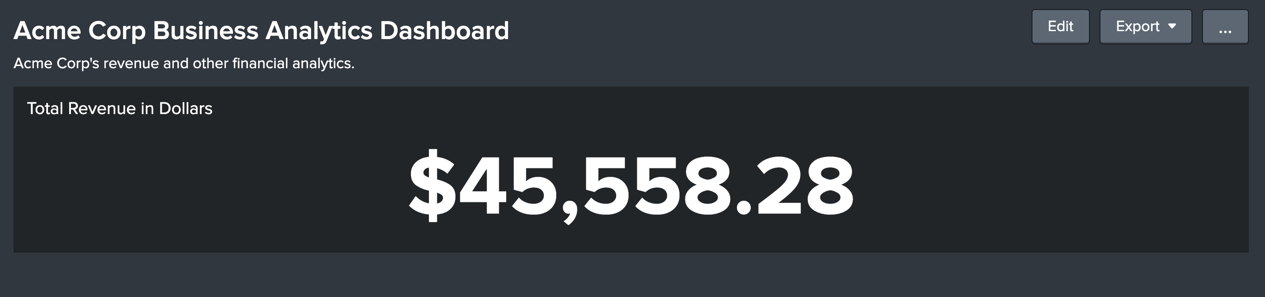 Acme Corp Business Analytics Dashboard
Edit
Export
...
Acme Corp's revenue and other financial analytics.
Total Revenue in Dollars
$45,558.28